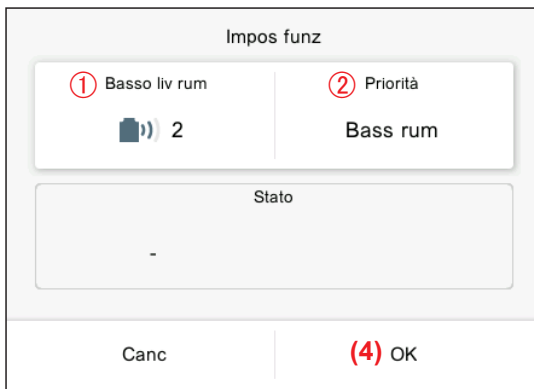 Impos funz
① Basso liv rum
② Priorità
2
Bass rum
Stato
-
Canc
(4) OK